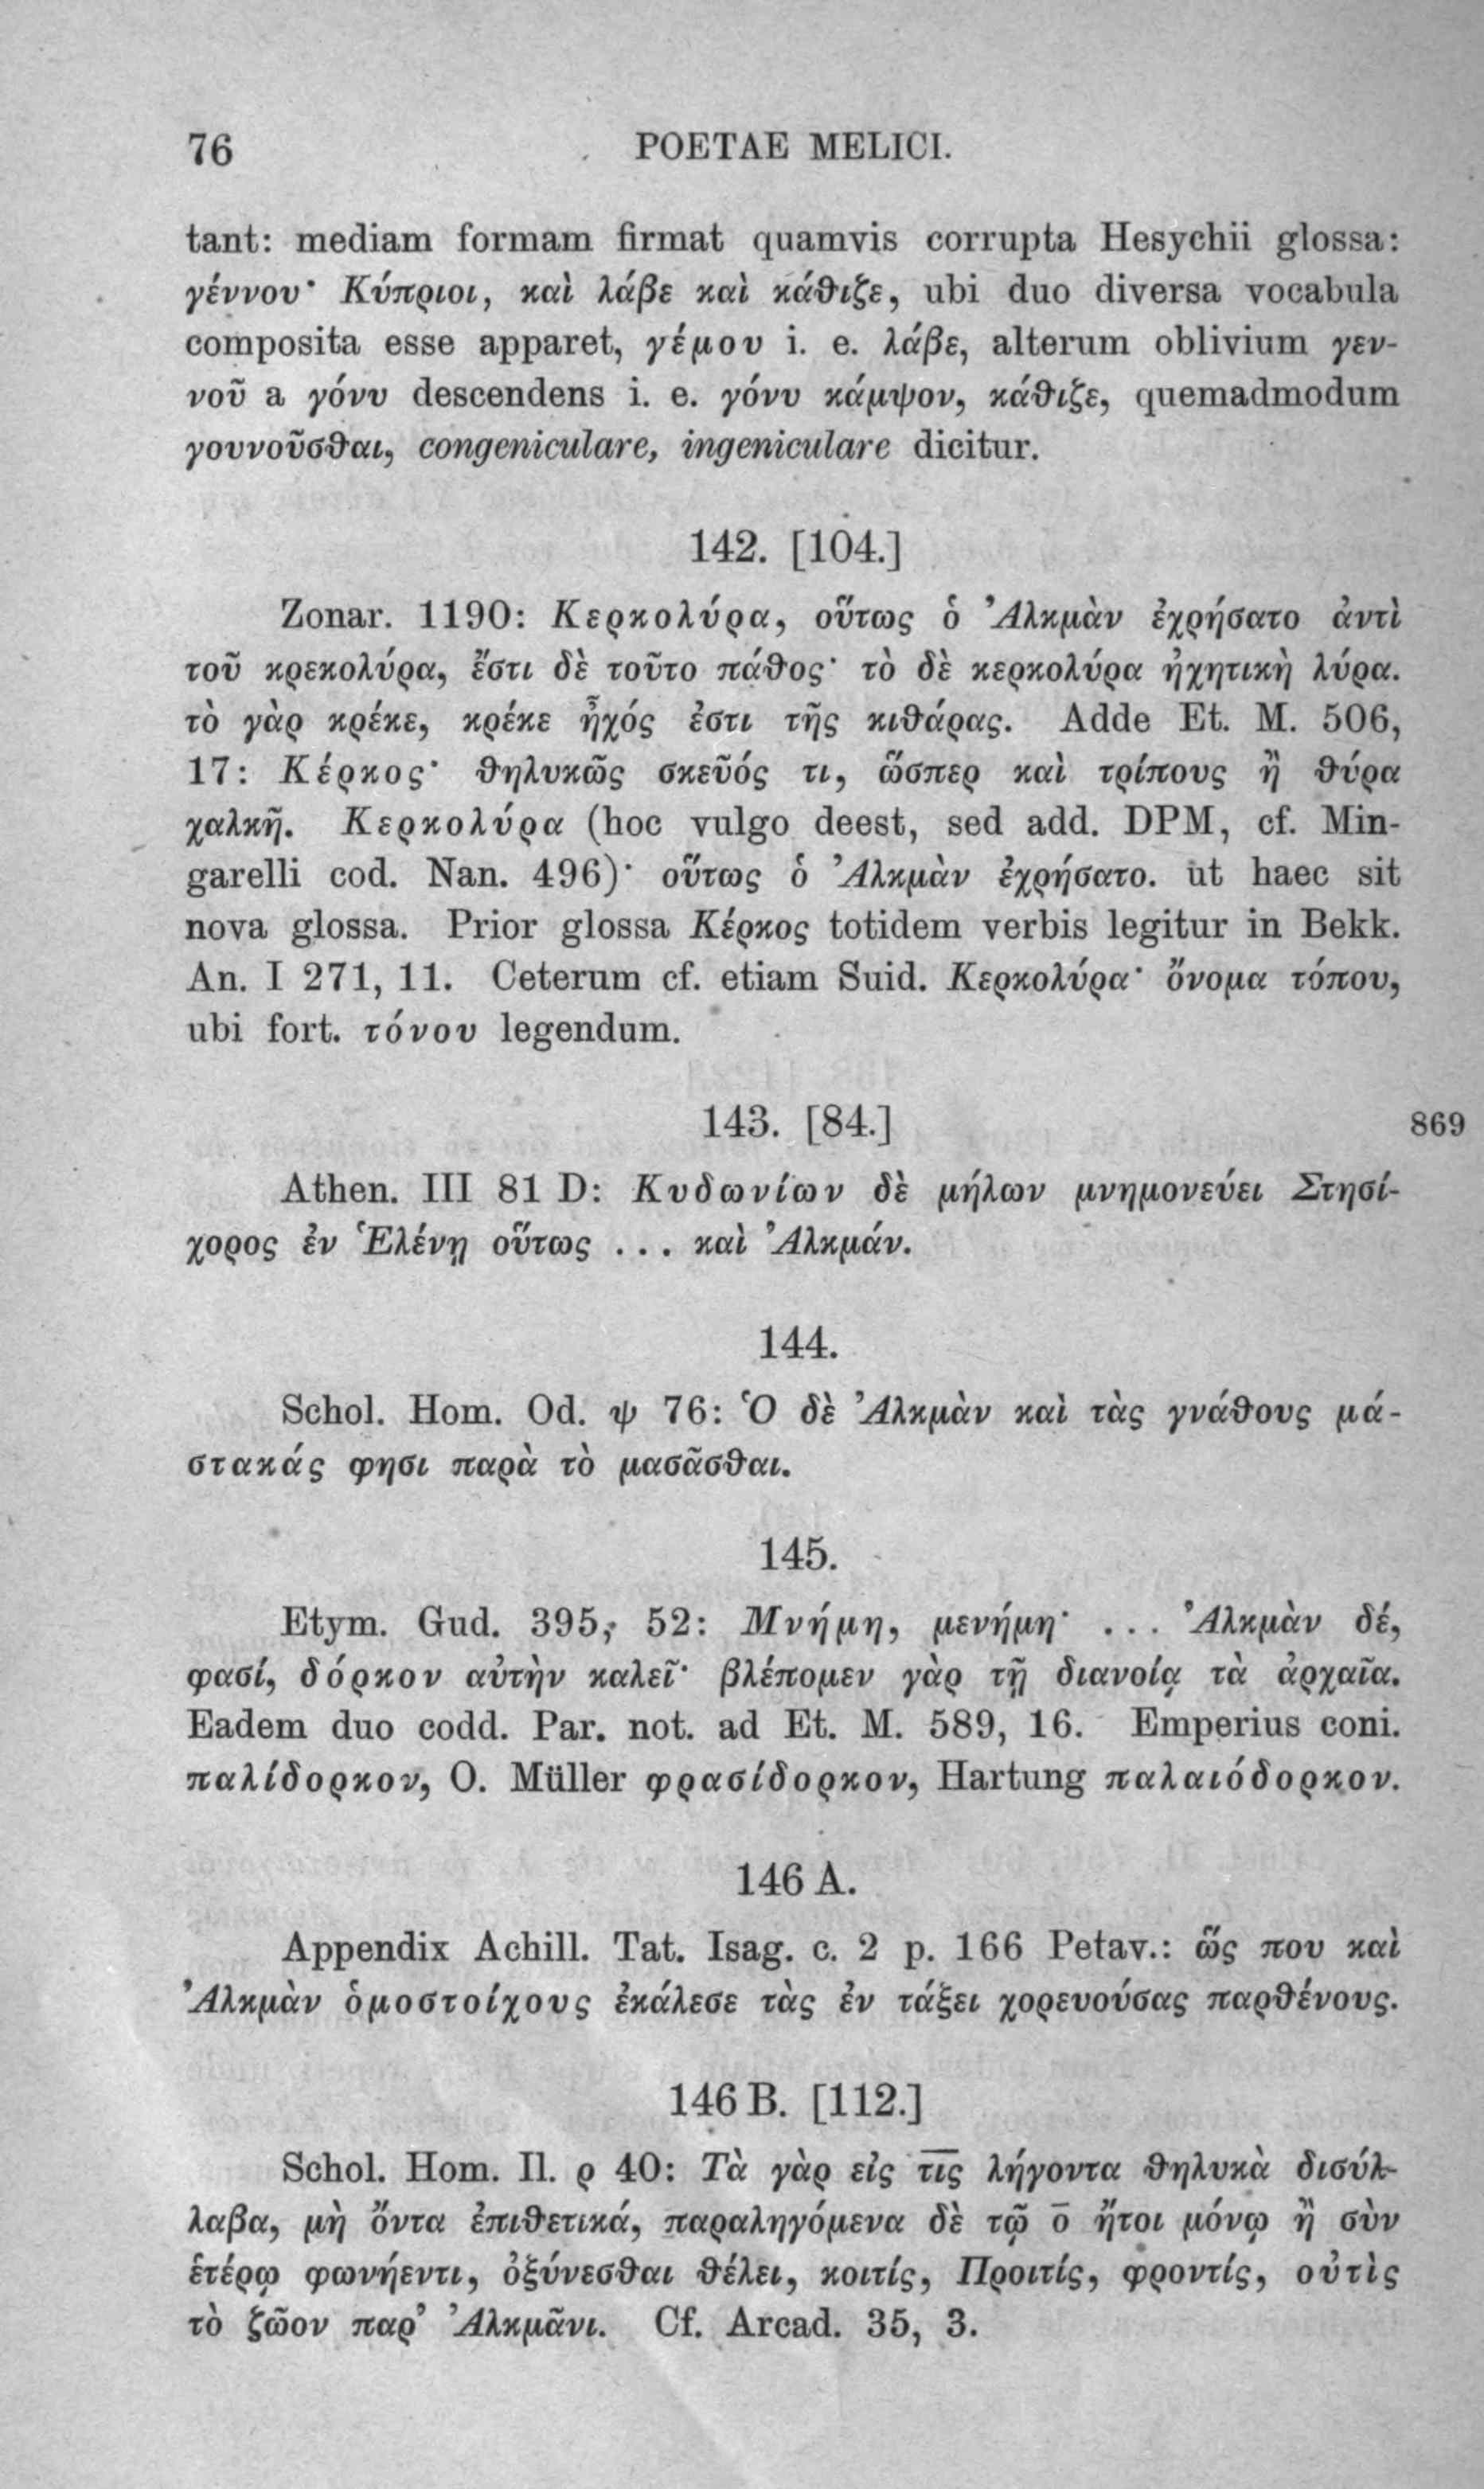 76 POETAE MELICI.
tant: mediam formam firmat quamvis corrupta Hesychii glossa:
γέννου· Κύπριοι, καὶ λάβε καὶ κάθιζε, ubi duo diversa vocabula
composita esse apparet, γέμου i. e. λάβε, alterum oblivium γεν-
νοῦ a γόνυ descendens i. e. γόνυ κάμψον, κάθιζε, quemadmodum
γουνοῦσθαι, congeniculare, ingeniculare dicitur.
142. [104.]
Zonar. 1190: Κερκολύρα, οὕτως ὁ Ἀλκμὰν ἐχρήσατο ἀντὶ
τοῦ κρεκολύρα, ἔστι δὲ τοῦτο πάθος· τὸ δὲ κερκολύρα ἠχητικὴ λύρα.
τὸ γὰρ κρέκε, κρέκε ἦχός ἐστι τῆς κιθάρας. Adde Et. M. 506,
17: Κέρκος· θηλυκῶς σκεῦός τι, ὥσπερ καὶ τρίπους ἢ θύρα
χαλκῆ. Κερκολύρα (hoc vulgo deest, sed add. DPM, cf. Min-
garelli cod. Nan. 496)· οὕτως ὁ Ἀλκμὰν ἐχρήσατο. ut haec sit
nova glossa. Prior glossa Κέρκος totidem verbis legitur in Bekk.
An. I 271, 11. Ceterum cf. etiam Suid. Κερκολύρα· ὄνομα τόπου,
ubi fort. τόνου legendum.
143. [84.] 869
Athen. III 81 D: Κυδωνίων δὲ μήλων μνημονεύει Στησί-
χορος ἐν Ἑλένῃ οὕτως ... καὶ Ἀλκμάν.
144.
Schol. Hom. Od. ψ 76: Ὁ δὲ Ἀλκμὰν καὶ τὰς γνάθους μά-
στακάς φησι παρὰ τὸ μασᾶσθαι.
145.
Etym. Gud. 395, 52: Μνήμη, μενήμη· ... Ἀλκμὰν δέ,
φασί, δόρκον αὐτὴν καλεῖ· βλέπομεν γὰρ τῇ διανοίᾳ τὰ ἀρχαῖα.
Eadem duo codd. Par. not. ad Et. M. 589, 16. Emperius coni.
παλίδορκον, O. Müller φρασίδορκον, Hartung παλαιόδορκον.
146 A.
Appendix Achill. Tat. Isag. c. 2 p. 166 Petav.: ὥς που καὶ
Ἀλκμὰν ὁμοστοίχους ἐκάλεσε τὰς ἐν τάξει χορευούσας παρθένους.
146 B. [112.]
Schol. Hom. Il. ρ 40: Τὰ γὰρ εἰς τ̅ι̅ς̅ λήγοντα θηλυκὰ δισύλ-
λαβα, μὴ ὄντα ἐπιθετικά, παραληγόμενα δὲ τῷ ο̅ ἤτοι μόνῳ ἢ σὺν
ἑτέρῳ φωνήεντι, ὀξύνεσθαι θέλει, κοιτίς, Προιτίς, φροντίς, οὐτὶς
τὸ ζῶον παρ' Ἀλκμᾶνι. Cf. Arcad. 35, 3.